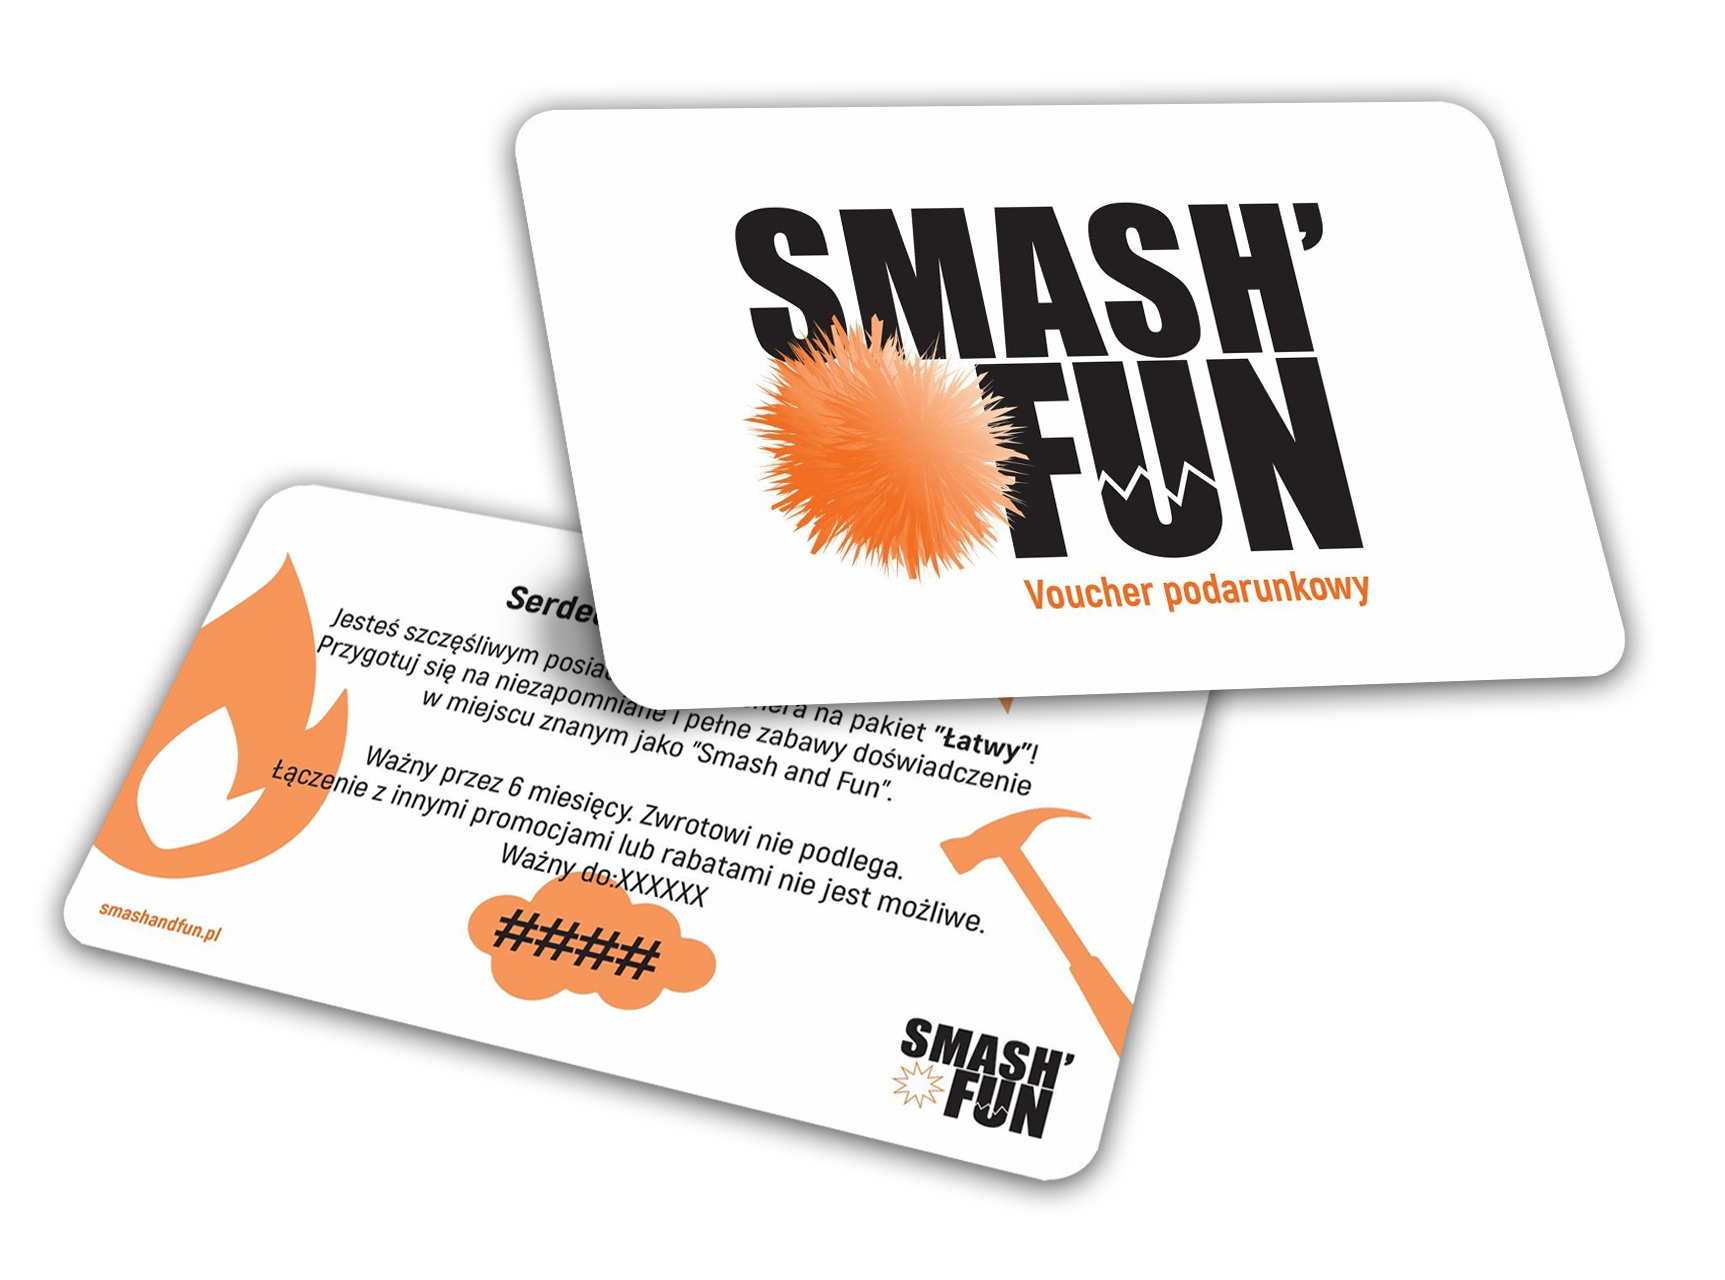 SMASH'
FUN
Voucher podarunkowy
Jesteś szczęśliwym na pakiet "Łatwy"!
Przygotuj się na niezapomniane i pełne zabawy doświadczenie
w miejscu znanym jako "Smash and Fun".
Ważny przez 6 miesięcy. Zwrotowi nie podlega.
Łączenie z innymi promocjami lub rabatami nie jest możliwe.
Ważny do:XXXXXX
####
smashandfun.pl
SMASH'
FUN